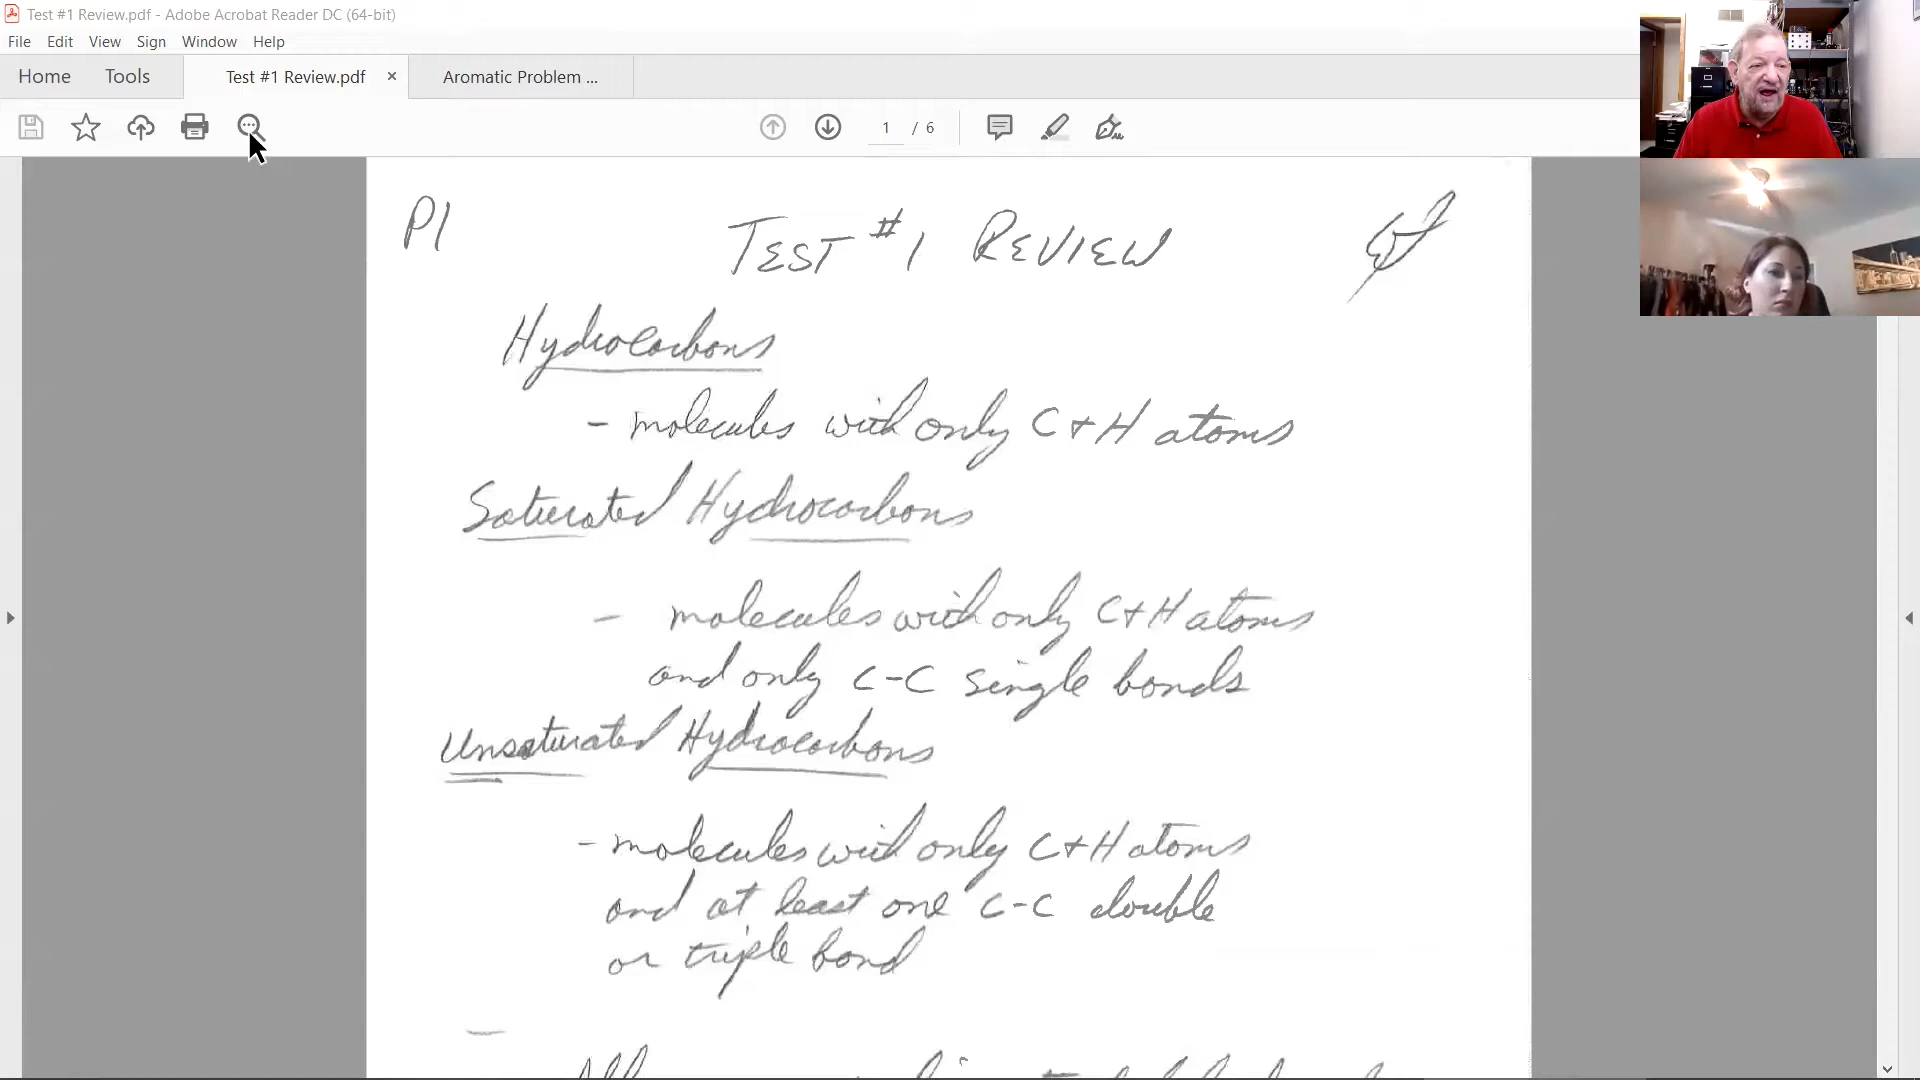 Test #1 Review.pdf - Adobe Acrobat Reader DC (64-bit)
File Edit View Sign Window Help
Home Tools Test #1 Review.pdf × Aromatic Problem ...
1 / 6
P1
TEST #1 REVIEW
Hydrocarbons
- molecules with only C + H atoms
Saturated Hydrocarbons
- molecules with only C + H atoms
and only C-C single bonds
Unsaturated Hydrocarbons
- molecules with only C + H atoms
and at least one C-C double
or triple bond